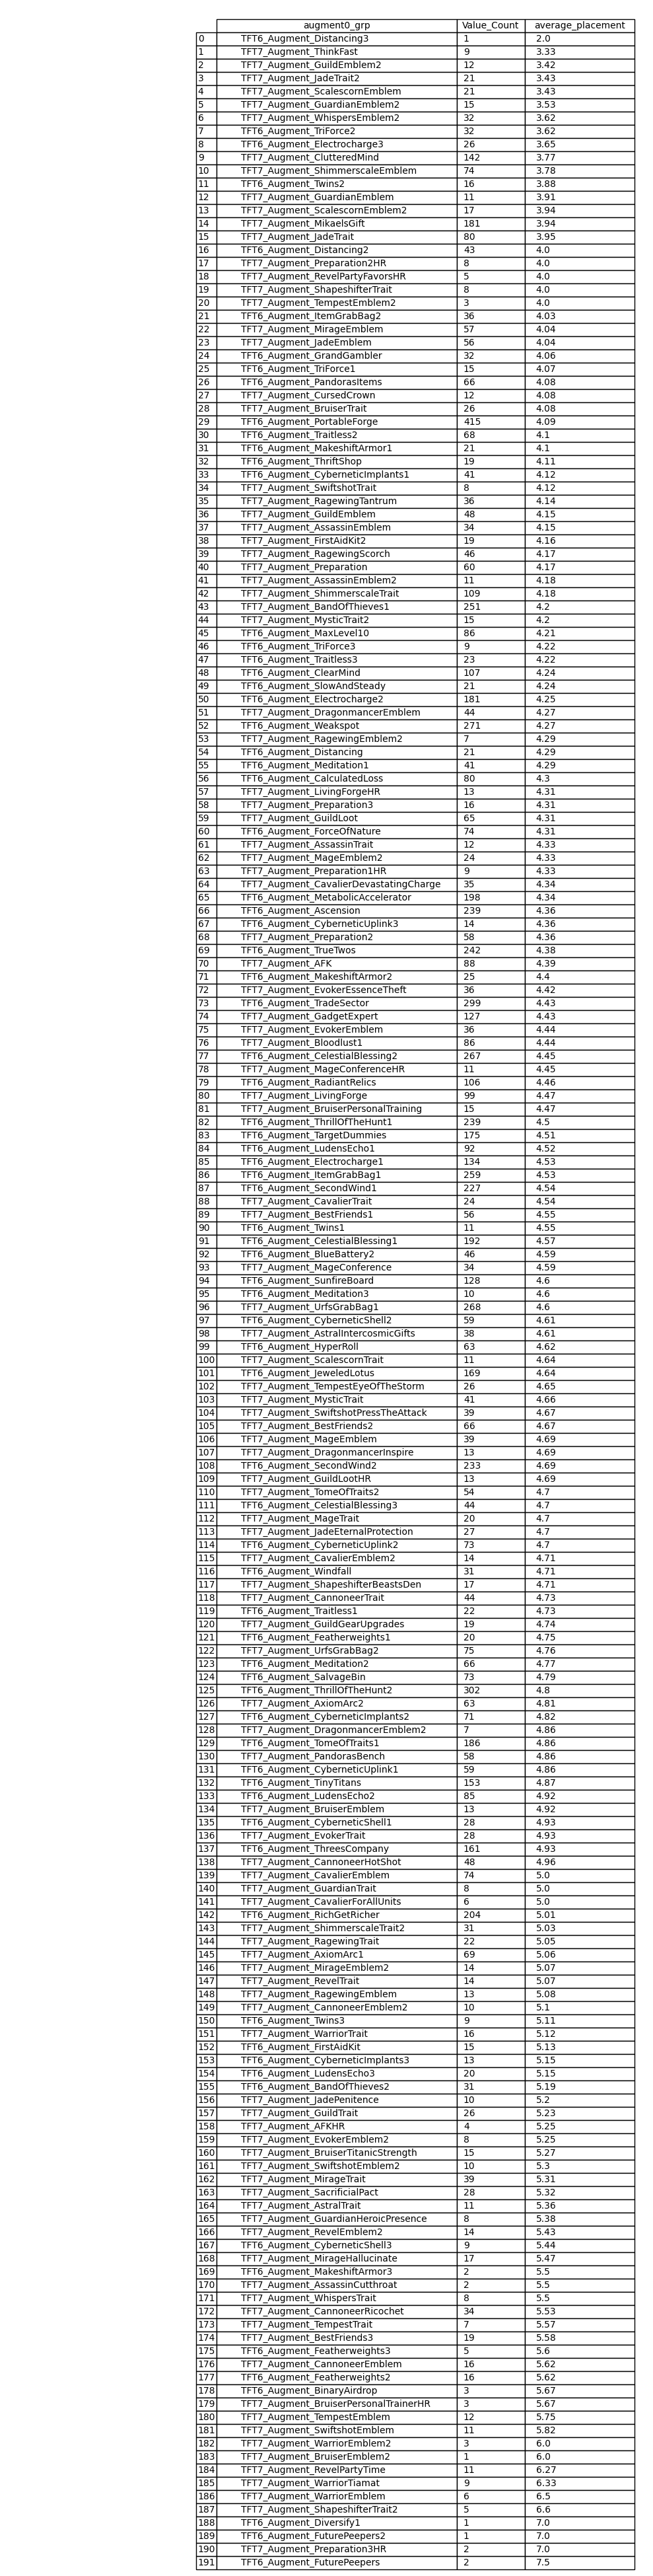 augment0_grp Value_Count average_placement
0 TFT6_Augment_Distancing3 1 2.0
1 TFT7_Augment_ThinkFast 9 3.33
2 TFT7_Augment_GuildEmblem2 12 3.42
3 TFT7_Augment_JadeTrait2 21 3.43
4 TFT7_Augment_ScalescornEmblem 21 3.43
5 TFT7_Augment_GuardianEmblem2 15 3.53
6 TFT7_Augment_WhispersEmblem2 32 3.62
7 TFT6_Augment_TriForce2 32 3.62
8 TFT6_Augment_Electrocharge3 26 3.65
9 TFT7_Augment_ClutteredMind 142 3.77
10 TFT7_Augment_ShimmerscaleEmblem 74 3.78
11 TFT6_Augment_Twins2 16 3.88
12 TFT7_Augment_GuardianEmblem 11 3.91
13 TFT7_Augment_ScalescornEmblem2 17 3.94
14 TFT7_Augment_MikaelsGift 181 3.94
15 TFT7_Augment_JadeTrait 80 3.95
16 TFT6_Augment_Distancing2 43 4.0
17 TFT7_Augment_Preparation2HR 8 4.0
18 TFT7_Augment_RevelPartyFavorsHR 5 4.0
19 TFT7_Augment_ShapeshifterTrait 8 4.0
20 TFT7_Augment_TempestEmblem2 3 4.0
21 TFT6_Augment_ItemGrabBag2 36 4.03
22 TFT7_Augment_MirageEmblem 57 4.04
23 TFT7_Augment_JadeEmblem 56 4.04
24 TFT6_Augment_GrandGambler 32 4.06
25 TFT6_Augment_TriForce1 15 4.07
26 TFT6_Augment_PandorasItems 66 4.08
27 TFT7_Augment_CursedCrown 12 4.08
28 TFT7_Augment_BruiserTrait 26 4.08
29 TFT6_Augment_PortableForge 415 4.09
30 TFT6_Augment_Traitless2 68 4.1
31 TFT6_Augment_MakeshiftArmor1 21 4.1
32 TFT6_Augment_ThriftShop 19 4.11
33 TFT6_Augment_CyberneticImplants1 41 4.12
34 TFT7_Augment_SwiftshotTrait 8 4.12
35 TFT7_Augment_RagewingTantrum 36 4.14
36 TFT7_Augment_GuildEmblem 48 4.15
37 TFT7_Augment_AssassinEmblem 34 4.15
38 TFT7_Augment_FirstAidKit2 19 4.16
39 TFT7_Augment_RagewingScorch 46 4.17
40 TFT7_Augment_Preparation 60 4.17
41 TFT7_Augment_AssassinEmblem2 11 4.18
42 TFT7_Augment_ShimmerscaleTrait 109 4.18
43 TFT7_Augment_BandOfThieves1 251 4.2
44 TFT7_Augment_MysticTrait2 15 4.2
45 TFT6_Augment_MaxLevel10 86 4.21
46 TFT6_Augment_TriForce3 9 4.22
47 TFT6_Augment_Traitless3 23 4.22
48 TFT6_Augment_ClearMind 107 4.24
49 TFT6_Augment_SlowAndSteady 21 4.24
50 TFT6_Augment_Electrocharge2 181 4.25
51 TFT7_Augment_DragonmancerEmblem 44 4.27
52 TFT6_Augment_Weakspot 271 4.27
53 TFT7_Augment_RagewingEmblem2 7 4.29
54 TFT6_Augment_Distancing 21 4.29
55 TFT6_Augment_Meditation1 41 4.29
56 TFT6_Augment_CalculatedLoss 80 4.3
57 TFT7_Augment_LivingForgeHR 13 4.31
58 TFT7_Augment_Preparation3 16 4.31
59 TFT7_Augment_GuildLoot 65 4.31
60 TFT6_Augment_ForceOfNature 74 4.31
61 TFT7_Augment_AssassinTrait 12 4.33
62 TFT7_Augment_MageEmblem2 24 4.33
63 TFT7_Augment_Preparation1HR 9 4.33
64 TFT7_Augment_CavalierDevastatingCharge 35 4.34
65 TFT6_Augment_MetabolicAccelerator 198 4.34
66 TFT6_Augment_Ascension 239 4.36
67 TFT6_Augment_CyberneticUplink3 14 4.36
68 TFT7_Augment_Preparation2 58 4.36
69 TFT6_Augment_TrueTwos 242 4.38
70 TFT7_Augment_AFK 88 4.39
71 TFT6_Augment_MakeshiftArmor2 25 4.4
72 TFT7_Augment_EvokerEssenceTheft 36 4.42
73 TFT6_Augment_TradeSector 299 4.43
74 TFT7_Augment_GadgetExpert 127 4.43
75 TFT7_Augment_EvokerEmblem 36 4.44
76 TFT7_Augment_Bloodlust1 86 4.44
77 TFT6_Augment_CelestialBlessing2 267 4.45
78 TFT7_Augment_MageConferenceHR 11 4.45
79 TFT6_Augment_RadiantRelics 106 4.46
80 TFT7_Augment_LivingForge 99 4.47
81 TFT7_Augment_BruiserPersonalTraining 15 4.47
82 TFT6_Augment_ThrillOfTheHunt1 239 4.5
83 TFT6_Augment_TargetDummies 175 4.51
84 TFT6_Augment_LudensEcho1 92 4.52
85 TFT6_Augment_Electrocharge1 134 4.53
86 TFT6_Augment_ItemGrabBag1 259 4.53
87 TFT6_Augment_SecondWind1 227 4.54
88 TFT7_Augment_CavalierTrait 24 4.54
89 TFT7_Augment_BestFriends1 56 4.55
90 TFT6_Augment_Twins1 11 4.55
91 TFT6_Augment_CelestialBlessing1 192 4.57
92 TFT6_Augment_BlueBattery2 46 4.59
93 TFT7_Augment_MageConference 34 4.59
94 TFT6_Augment_SunfireBoard 128 4.6
95 TFT6_Augment_Meditation3 10 4.6
96 TFT7_Augment_UrfsGrabBag1 268 4.6
97 TFT6_Augment_CyberneticShell2 59 4.61
98 TFT7_Augment_AstralIntercosmicGifts 38 4.61
99 TFT6_Augment_HyperRoll 63 4.62
100 TFT7_Augment_ScalescornTrait 11 4.64
101 TFT6_Augment_JeweledLotus 169 4.64
102 TFT7_Augment_TempestEyeOfTheStorm 26 4.65
103 TFT7_Augment_MysticTrait 41 4.66
104 TFT7_Augment_SwiftshotPressTheAttack 39 4.67
105 TFT7_Augment_BestFriends2 66 4.67
106 TFT7_Augment_MageEmblem 39 4.69
107 TFT7_Augment_DragonmancerInspire 13 4.69
108 TFT6_Augment_SecondWind2 233 4.69
109 TFT7_Augment_GuildLootHR 13 4.69
110 TFT7_Augment_TomeOfTraits2 54 4.7
111 TFT6_Augment_CelestialBlessing3 44 4.7
112 TFT7_Augment_MageTrait 20 4.7
113 TFT7_Augment_JadeEternalProtection 27 4.7
114 TFT6_Augment_CyberneticUplink2 73 4.7
115 TFT7_Augment_CavalierEmblem2 14 4.71
116 TFT6_Augment_Windfall 31 4.71
117 TFT7_Augment_ShapeshifterBeastsDen 17 4.71
118 TFT7_Augment_CannoneerTrait 44 4.73
119 TFT6_Augment_Traitless1 22 4.73
120 TFT7_Augment_GuildGearUpgrades 19 4.74
121 TFT6_Augment_Featherweights1 20 4.75
122 TFT7_Augment_UrfsGrabBag2 75 4.76
123 TFT6_Augment_Meditation2 66 4.77
124 TFT6_Augment_SalvageBin 73 4.79
125 TFT6_Augment_ThrillOfTheHunt2 302 4.8
126 TFT7_Augment_AxiomArc2 63 4.81
127 TFT6_Augment_CyberneticImplants2 71 4.82
128 TFT7_Augment_DragonmancerEmblem2 7 4.86
129 TFT6_Augment_TomeOfTraits1 186 4.86
130 TFT7_Augment_PandorasBench 58 4.86
131 TFT6_Augment_CyberneticUplink1 59 4.86
132 TFT6_Augment_TinyTitans 153 4.87
133 TFT6_Augment_LudensEcho2 85 4.92
134 TFT7_Augment_BruiserEmblem 13 4.92
135 TFT6_Augment_CyberneticShell1 28 4.93
136 TFT7_Augment_EvokerTrait 28 4.93
137 TFT6_Augment_ThreesCompany 161 4.93
138 TFT7_Augment_CannoneerHotShot 48 4.96
139 TFT7_Augment_CavalierEmblem 74 5.0
140 TFT7_Augment_GuardianTrait 8 5.0
141 TFT7_Augment_CavalierForAllUnits 6 5.0
142 TFT6_Augment_RichGetRicher 204 5.01
143 TFT7_Augment_ShimmerscaleTrait2 31 5.03
144 TFT7_Augment_RagewingTrait 22 5.05
145 TFT7_Augment_AxiomArc1 69 5.06
146 TFT7_Augment_MirageEmblem2 14 5.07
147 TFT7_Augment_RevelTrait 14 5.07
148 TFT7_Augment_RagewingEmblem 13 5.08
149 TFT7_Augment_CannoneerEmblem2 10 5.1
150 TFT6_Augment_Twins3 9 5.11
151 TFT7_Augment_WarriorTrait 16 5.12
152 TFT6_Augment_FirstAidKit 15 5.13
153 TFT6_Augment_CyberneticImplants3 13 5.15
154 TFT6_Augment_LudensEcho3 20 5.15
155 TFT6_Augment_BandOfThieves2 31 5.19
156 TFT7_Augment_JadePenitence 10 5.2
157 TFT7_Augment_GuildTrait 26 5.23
158 TFT7_Augment_AFKHR 4 5.25
159 TFT7_Augment_EvokerEmblem2 8 5.25
160 TFT7_Augment_BruiserTitanicStrength 15 5.27
161 TFT7_Augment_SwiftshotEmblem2 10 5.3
162 TFT7_Augment_MirageTrait 39 5.31
163 TFT7_Augment_SacrificialPact 28 5.32
164 TFT7_Augment_AstralTrait 11 5.36
165 TFT7_Augment_GuardianHeroicPresence 8 5.38
166 TFT7_Augment_RevelEmblem2 14 5.43
167 TFT6_Augment_CyberneticShell3 9 5.44
168 TFT7_Augment_MirageHallucinate 17 5.47
169 TFT6_Augment_MakeshiftArmor3 2 5.5
170 TFT7_Augment_AssassinCutthroat 2 5.5
171 TFT7_Augment_WhispersTrait 8 5.5
172 TFT7_Augment_CannoneerRicochet 34 5.53
173 TFT7_Augment_TempestTrait 7 5.57
174 TFT7_Augment_BestFriends3 19 5.58
175 TFT6_Augment_Featherweights3 5 5.6
176 TFT7_Augment_CannoneerEmblem 16 5.62
177 TFT6_Augment_Featherweights2 16 5.62
178 TFT6_Augment_BinaryAirdrop 3 5.67
179 TFT7_Augment_BruiserPersonalTrainerHR 3 5.67
180 TFT7_Augment_TempestEmblem 12 5.75
181 TFT7_Augment_SwiftshotEmblem 11 5.82
182 TFT7_Augment_WarriorEmblem2 3 6.0
183 TFT7_Augment_BruiserEmblem2 1 6.0
184 TFT7_Augment_RevelPartyTime 11 6.27
185 TFT7_Augment_WarriorTiamat 9 6.33
186 TFT7_Augment_WarriorEmblem 6 6.5
187 TFT7_Augment_ShapeshifterTrait2 5 6.6
188 TFT6_Augment_Diversify1 1 7.0
189 TFT6_Augment_FuturePeepers2 1 7.0
190 TFT7_Augment_Preparation3HR 2 7.0
191 TFT6_Augment_FuturePeepers 2 7.5